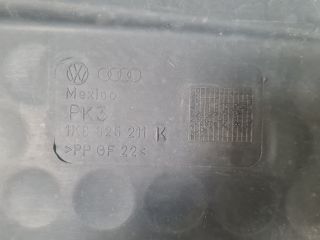 Mexico
PK3
1K0 825 211 K
>PP GF 22<